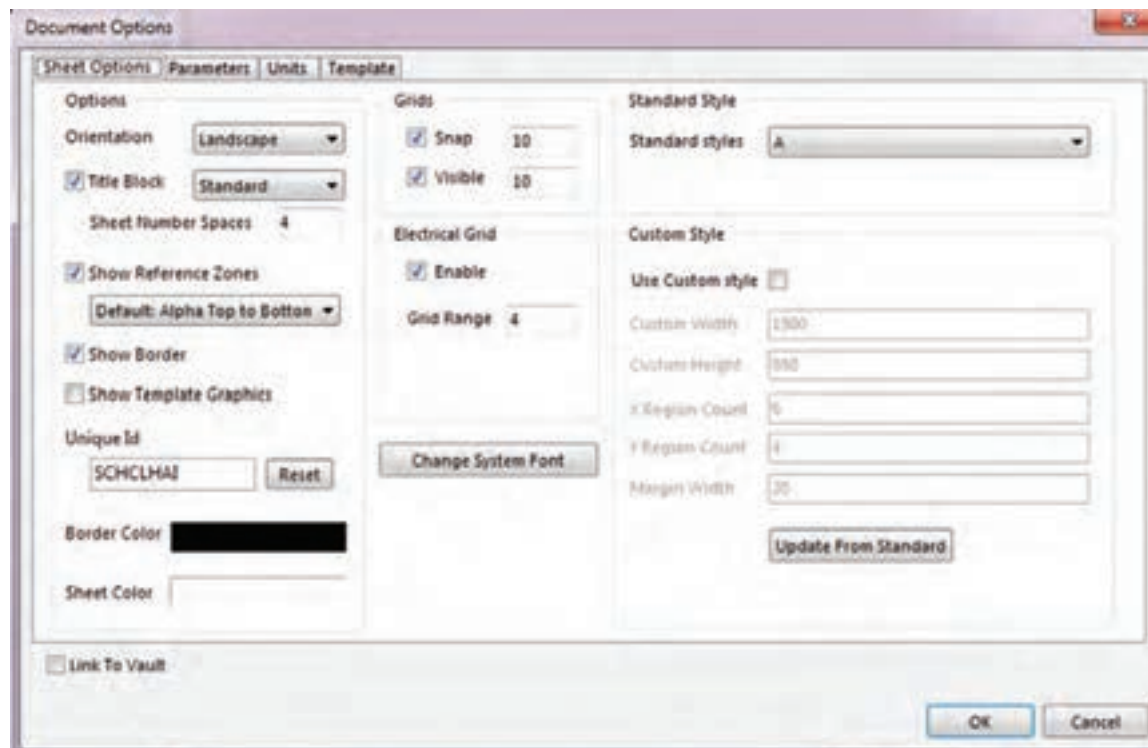 Document Options
Sheet Options Parameters Units Template
Options
Orientation Landscape
Title Block Standard
Sheet Number Spaces 4
Show Reference Zones
Default: Alpha Top to Botton
Show Border
Show Template Graphics
Unique Id
SCHCLHAI Reset
Border Color
Sheet Color
Grids
Snap 10
Visible 10
Electrical Grid
Enable
Grid Range 4
Change System Font
Standard Style
Standard styles A
Custom Style
Use Custom style
Custom Width 1500
Custom Height 950
X Region Count 6
Y Region Count 4
Margin Width 20
Update From Standard
Link To Vault
OK Cancel